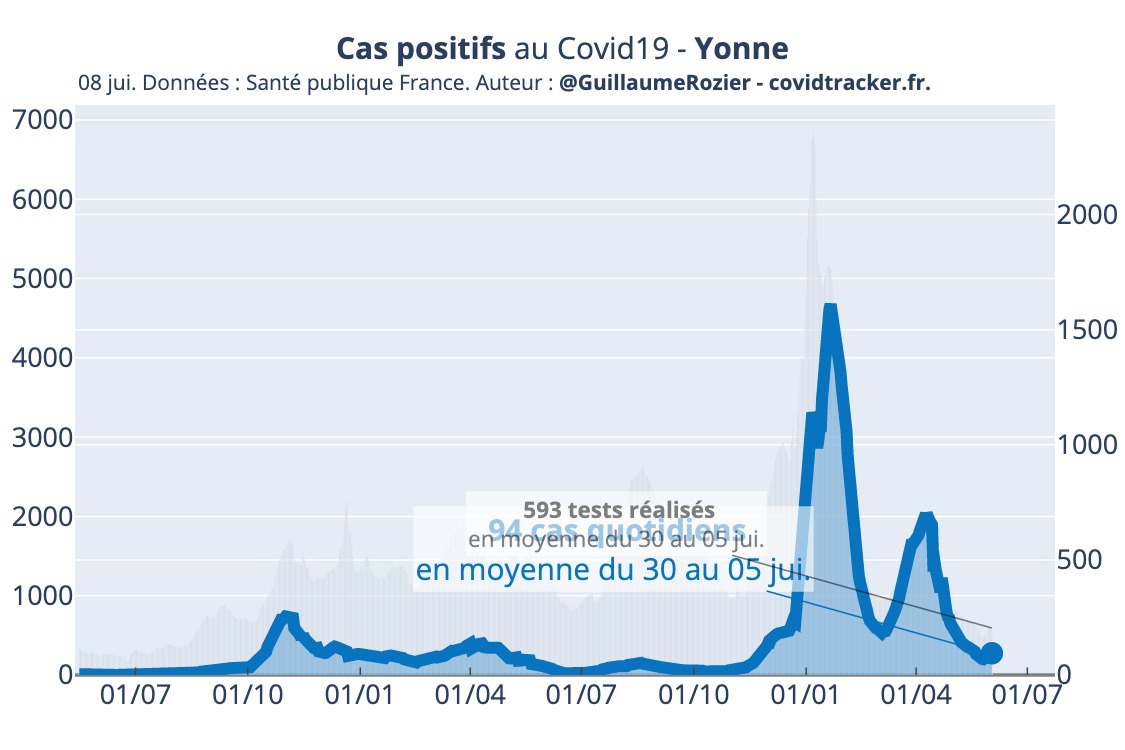 Cas positifs au Covid19 - Yonne
08 jui. Données : Santé publique France. Auteur : @GuillaumeRozier - covidtracker.fr.
7000
6000
5000
4000
3000
2000
1000
0
2000
1500
1000
500
0
593 tests réalisés
en moyenne du 30 au 05 jui.
94 cas quotidiens
en moyenne du 30 au 05 jui.
01/07 01/10 01/01 01/04 01/07 01/10 01/01 01/04 01/07